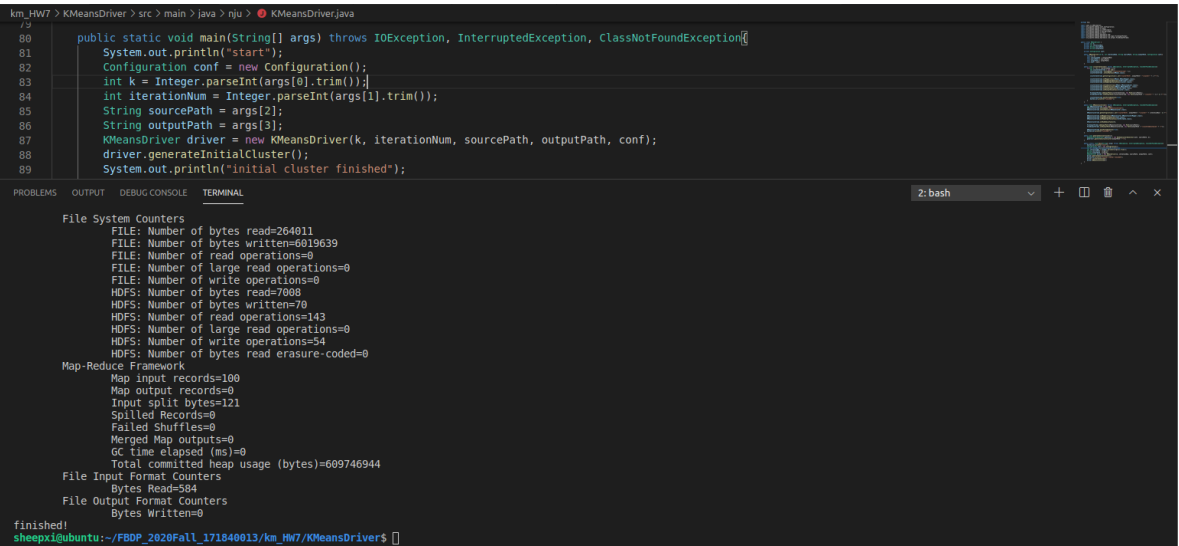 km_HW7 > KMeansDriver > src > main > java > nju > KMeansDriver.java
79
80 public static void main(String[] args) throws IOException, InterruptedException, ClassNotFoundException{
81 System.out.println("start");
82 Configuration conf = new Configuration();
83 int k = Integer.parseInt(args[0].trim());
84 int iterationNum = Integer.parseInt(args[1].trim());
85 String sourcePath = args[2];
86 String outputPath = args[3];
87 KMeansDriver driver = new KMeansDriver(k, iterationNum, sourcePath, outputPath, conf);
88 driver.generateInitialCluster();
89 System.out.println("initial cluster finished");
PROBLEMS OUTPUT DEBUG CONSOLE TERMINAL 2: bash
File System Counters
FILE: Number of bytes read=264011
FILE: Number of bytes written=6019639
FILE: Number of read operations=0
FILE: Number of large read operations=0
FILE: Number of write operations=0
HDFS: Number of bytes read=7008
HDFS: Number of bytes written=70
HDFS: Number of read operations=143
HDFS: Number of large read operations=0
HDFS: Number of write operations=54
HDFS: Number of bytes read erasure-coded=0
Map-Reduce Framework
Map input records=100
Map output records=0
Input split bytes=121
Spilled Records=0
Failed Shuffles=0
Merged Map outputs=0
GC time elapsed (ms)=0
Total committed heap usage (bytes)=609746944
File Input Format Counters
Bytes Read=584
File Output Format Counters
Bytes Written=0
finished!
sheepxi@ubuntu:~/FBDP_2020Fall_171840013/km_HW7/KMeansDriver$